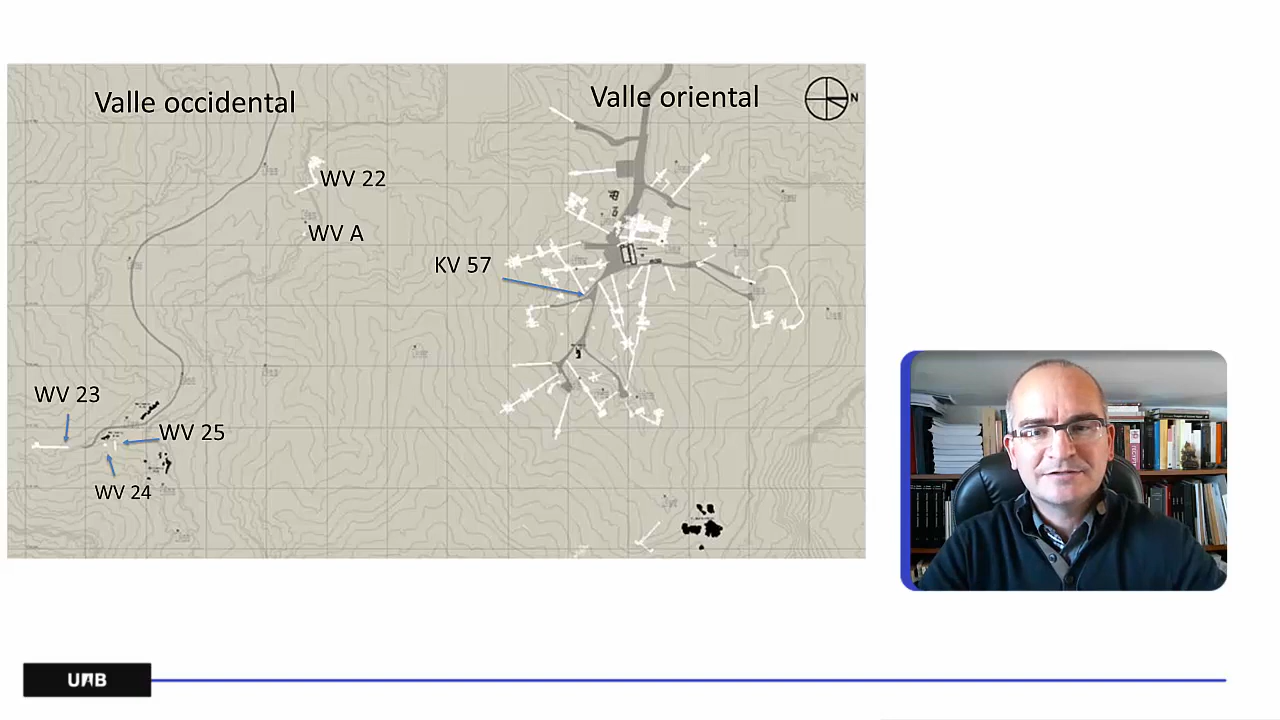 Valle occidental
Valle oriental
N
WV 22
WV A
KV 57
WV 23
WV 25
WV 24
UAB